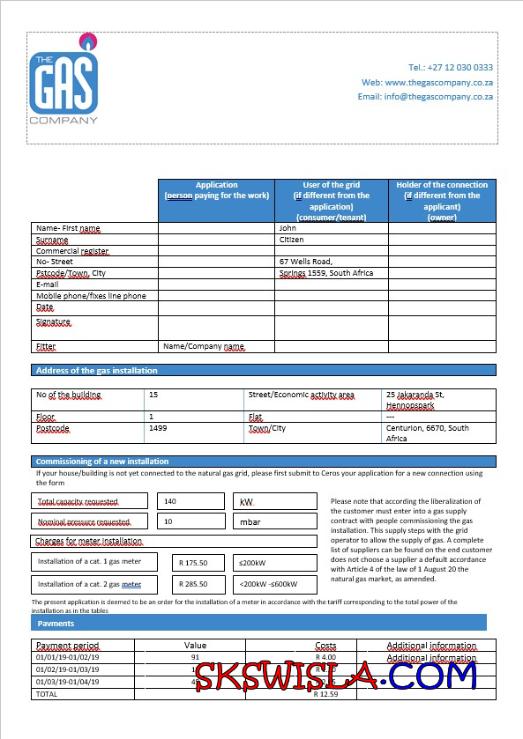 THE
GAS
COMPANY
Tel.: +27 12 030 0333
Web: www.thegascompany.co.za
Email: info@thegascompany.co.za
Application
(person paying for the work)
User of the grid
(if different from the
application)
(consumer/tenant)
Holder of the connection
(if different from the
applicant)
(owner)
Name- First name John
Surname Citizen
Commercial register
No- Street 67 Wells Road,
Pstcode/Town, City Springs 1559, South Africa
E-mail
Mobile phone/fixes line phone
Date
Signature
Fitter Name/Company name
Address of the gas installation
No of the building 15 Street/Economic activity area 25 Jakaranda St,
Hennopspark
Floor 1 Flat ---
Postcode 1499 Town/City Centurion, 6670, South
Africa
Commissioning of a new installation
If your house/building is not yet connected to the natural gas grid, please first submit to Ceros your application for a new connection using
the form
Total capacity requested 140 kW
Nominal pressure requested 10 mbar
Charges for meter installation
Installation of a cat. 1 gas meter R 175.50 ≤200kW
Installation of a cat. 2 gas meter R 285.50 <200kW -≤600kW
Please note that according the liberalization of
the customer must enter into a gas supply
contract with people commissioning the gas
installation. This supply steps with the grid
operator to allow the supply of gas. A complete
list of suppliers can be found on the end customer
does not choose a supplier a default accordance
with Article 4 of the law of 1 August 20 the
natural gas market, as amended.
The present application is deemed to be an order for the installation of a meter in accordance with the tariff corresponding to the total power of the
installation as in the tables
Payments
Payment period Value Costs Additional information
01/01/19-01/02/19 91 R 4.00 Additional information
01/02/19-01/03/19
01/03/19-01/04/19
TOTAL R 12.59
SKSWISLA.COM